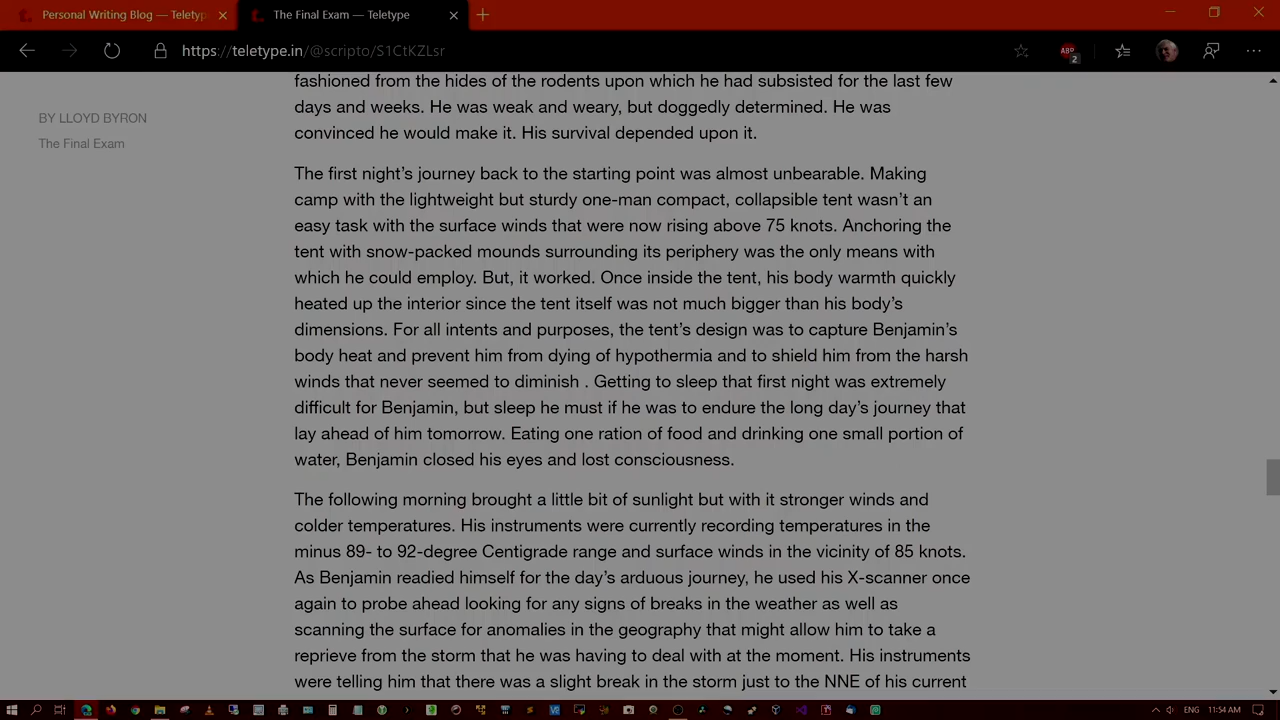 Personal Writing Blog — Teletyp
The Final Exam — Teletype
https://teletype.in/@scripto/S1CtKZLsr
ABP
2
BY LLOYD BYRON
The Final Exam
fashioned from the hides of the rodents upon which he had subsisted for the last few
days and weeks. He was weak and weary, but doggedly determined. He was
convinced he would make it. His survival depended upon it.
The first night’s journey back to the starting point was almost unbearable. Making
camp with the lightweight but sturdy one-man compact, collapsible tent wasn’t an
easy task with the surface winds that were now rising above 75 knots. Anchoring the
tent with snow-packed mounds surrounding its periphery was the only means with
which he could employ. But, it worked. Once inside the tent, his body warmth quickly
heated up the interior since the tent itself was not much bigger than his body’s
dimensions. For all intents and purposes, the tent’s design was to capture Benjamin’s
body heat and prevent him from dying of hypothermia and to shield him from the harsh
winds that never seemed to diminish . Getting to sleep that first night was extremely
difficult for Benjamin, but sleep he must if he was to endure the long day’s journey that
lay ahead of him tomorrow. Eating one ration of food and drinking one small portion of
water, Benjamin closed his eyes and lost consciousness.
The following morning brought a little bit of sunlight but with it stronger winds and
colder temperatures. His instruments were currently recording temperatures in the
minus 89- to 92-degree Centigrade range and surface winds in the vicinity of 85 knots.
As Benjamin readied himself for the day’s arduous journey, he used his X-scanner once
again to probe ahead looking for any signs of breaks in the weather as well as
scanning the surface for anomalies in the geography that might allow him to take a
reprieve from the storm that he was having to deal with at the moment. His instruments
were telling him that there was a slight break in the storm just to the NNE of his current
ENG
11:54 AM